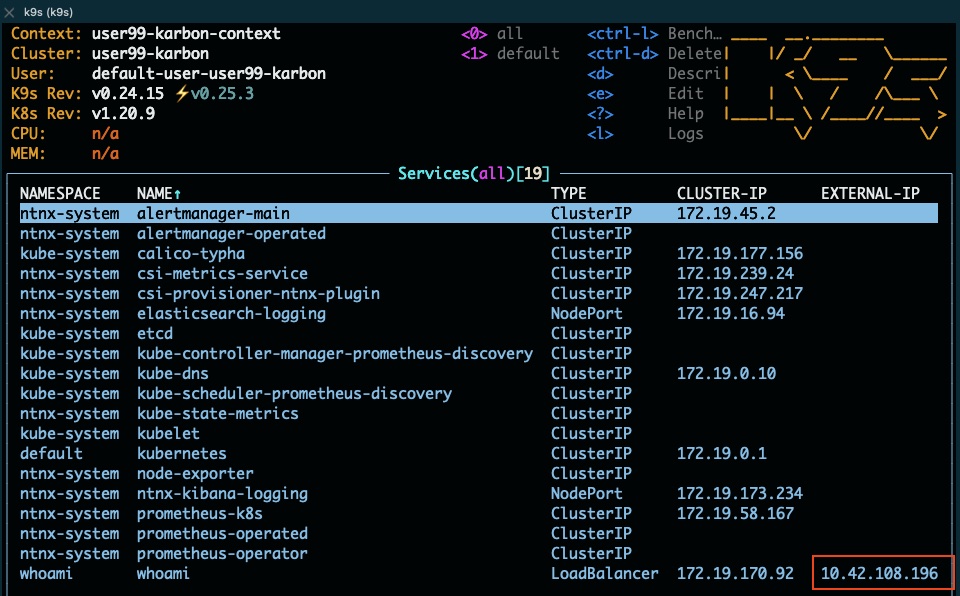 k9s (k9s)
Context: user99-karbon-context <0> all <ctrl-l> Bench…
Cluster: user99-karbon <1> default <ctrl-d> Delete
User: default-user-user99-karbon <d> Descri
K9s Rev: v0.24.15 ⚡v0.25.3 <e> Edit
K8s Rev: v1.20.9 <?> Help
CPU: n/a <l> Logs
MEM: n/a
Services(all)[19]
NAMESPACE NAME↑ TYPE CLUSTER-IP EXTERNAL-IP
ntnx-system alertmanager-main ClusterIP 172.19.45.2
ntnx-system alertmanager-operated ClusterIP
kube-system calico-typha ClusterIP 172.19.177.156
ntnx-system csi-metrics-service ClusterIP 172.19.239.24
ntnx-system csi-provisioner-ntnx-plugin ClusterIP 172.19.247.217
ntnx-system elasticsearch-logging NodePort 172.19.16.94
kube-system etcd ClusterIP
kube-system kube-controller-manager-prometheus-discovery ClusterIP
kube-system kube-dns ClusterIP 172.19.0.10
kube-system kube-scheduler-prometheus-discovery ClusterIP
ntnx-system kube-state-metrics ClusterIP
kube-system kubelet ClusterIP
default kubernetes ClusterIP 172.19.0.1
ntnx-system node-exporter ClusterIP
ntnx-system ntnx-kibana-logging NodePort 172.19.173.234
ntnx-system prometheus-k8s ClusterIP 172.19.58.167
ntnx-system prometheus-operated ClusterIP
ntnx-system prometheus-operator ClusterIP
whoami whoami LoadBalancer 172.19.170.92 10.42.108.196